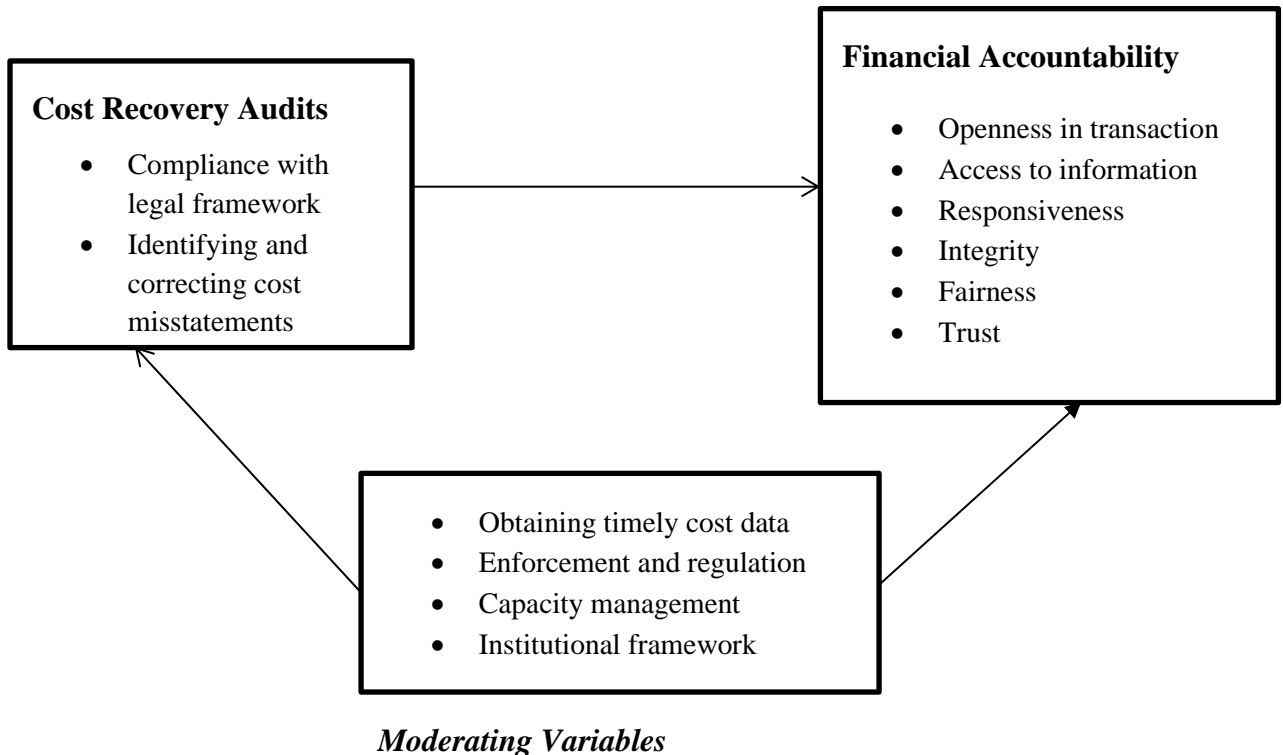 Cost Recovery Audits
• Compliance with
legal framework
• Identifying and
correcting cost
misstatements
Financial Accountability
• Openness in transaction
• Access to information
• Responsiveness
• Integrity
• Fairness
• Trust
• Obtaining timely cost data
• Enforcement and regulation
• Capacity management
• Institutional framework
Moderating Variables